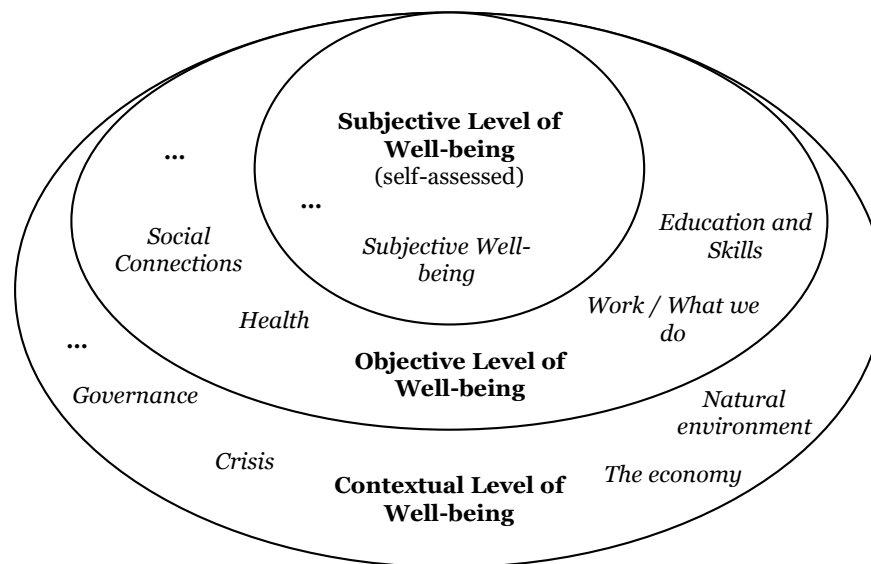 Subjective Level of
Well-being
(self-assessed)
...
...
Social
Connections
Subjective Well-
being
Education and
Skills
Health
Work / What we
do
...
Objective Level of
Well-being
Governance
Natural
environment
Crisis
The economy
Contextual Level of
Well-being